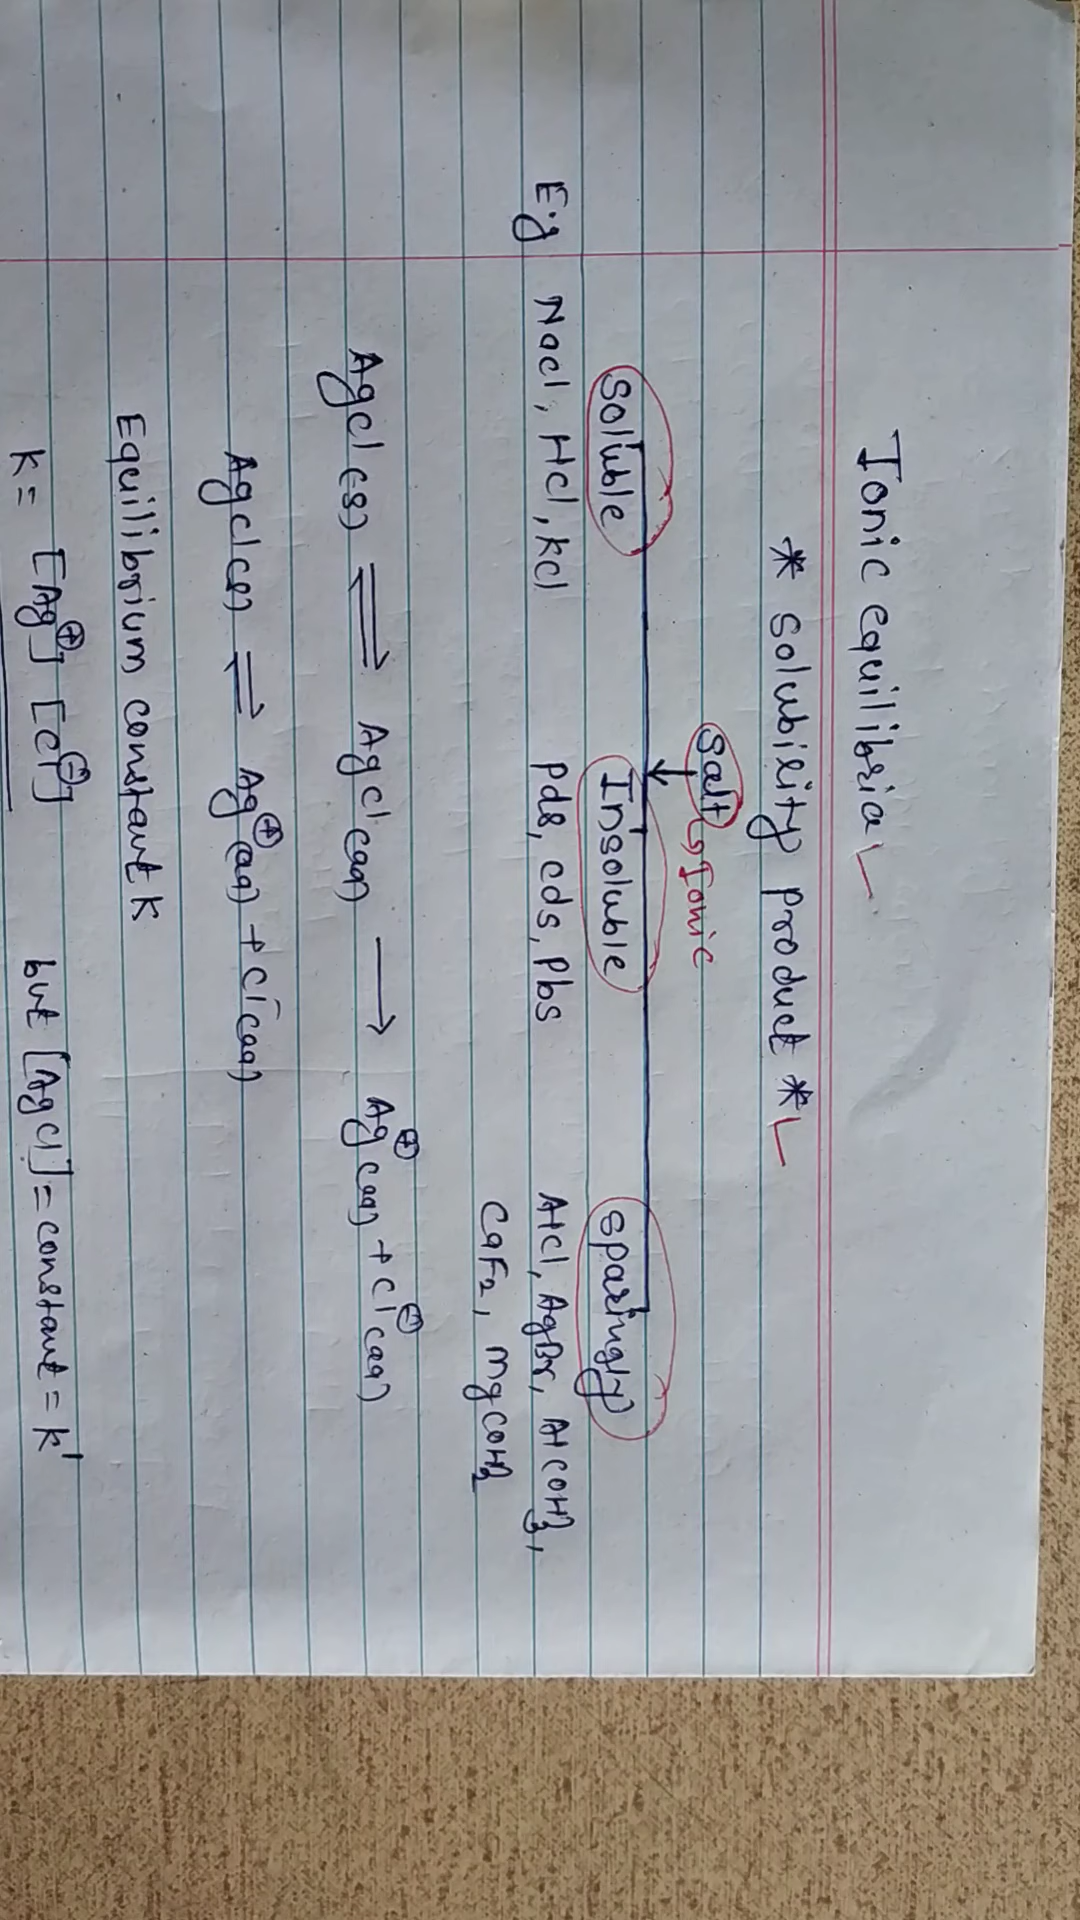 Ionic equilibria
* Solubility product *
Salt → Ionic
Soluble Insoluble Sparingly
E.g NaCl, HCl, KCl Pds, cds, Pbs AlCl, AgBr, Al(OH)3,
CaF2, Mg(OH)2
AgCl(s) ⇌ AgCl(aq) → Ag⊕(aq) + Cl⊖(aq)
AgCl(s) ⇌ Ag⊕(aq) + Cl⁻(aq)
Equilibrium constant K
K = [Ag⊕] [Cl⊖] but [AgCl] = constant = K'